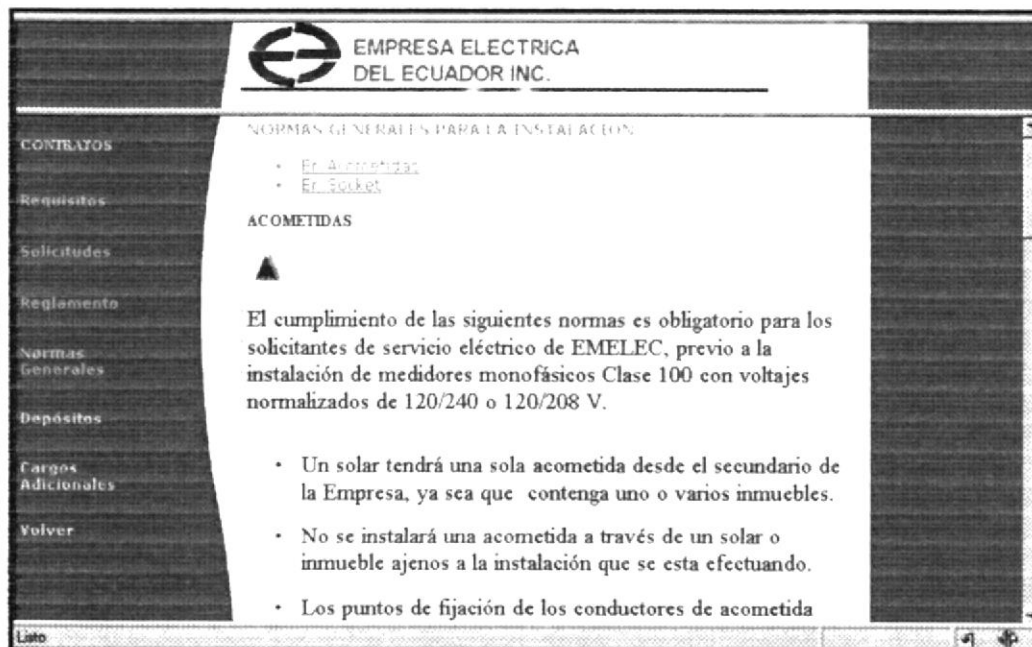 EMPRESA ELECTRICA
DEL ECUADOR INC.
NORMAS GENERALES PARA LA INSTALACION
• En Acometidas
• En Socket
CONTRATOS
Requisitos
Solicitudes
Reglamento
Normas
Generales
Depósitos
Cargos
Adicionales
Volver
ACOMETIDAS
El cumplimiento de las siguientes normas es obligatorio para los
solicitantes de servicio eléctrico de EMELEC, previo a la
instalación de medidores monofásicos Clase 100 con voltajes
normalizados de 120/240 o 120/208 V.
• Un solar tendrá una sola acometida desde el secundario de
la Empresa, ya sea que contenga uno o varios inmuebles.
• No se instalará una acometida a través de un solar o
inmueble ajenos a la instalación que se esta efectuando.
• Los puntos de fijación de los conductores de acometida
Listo